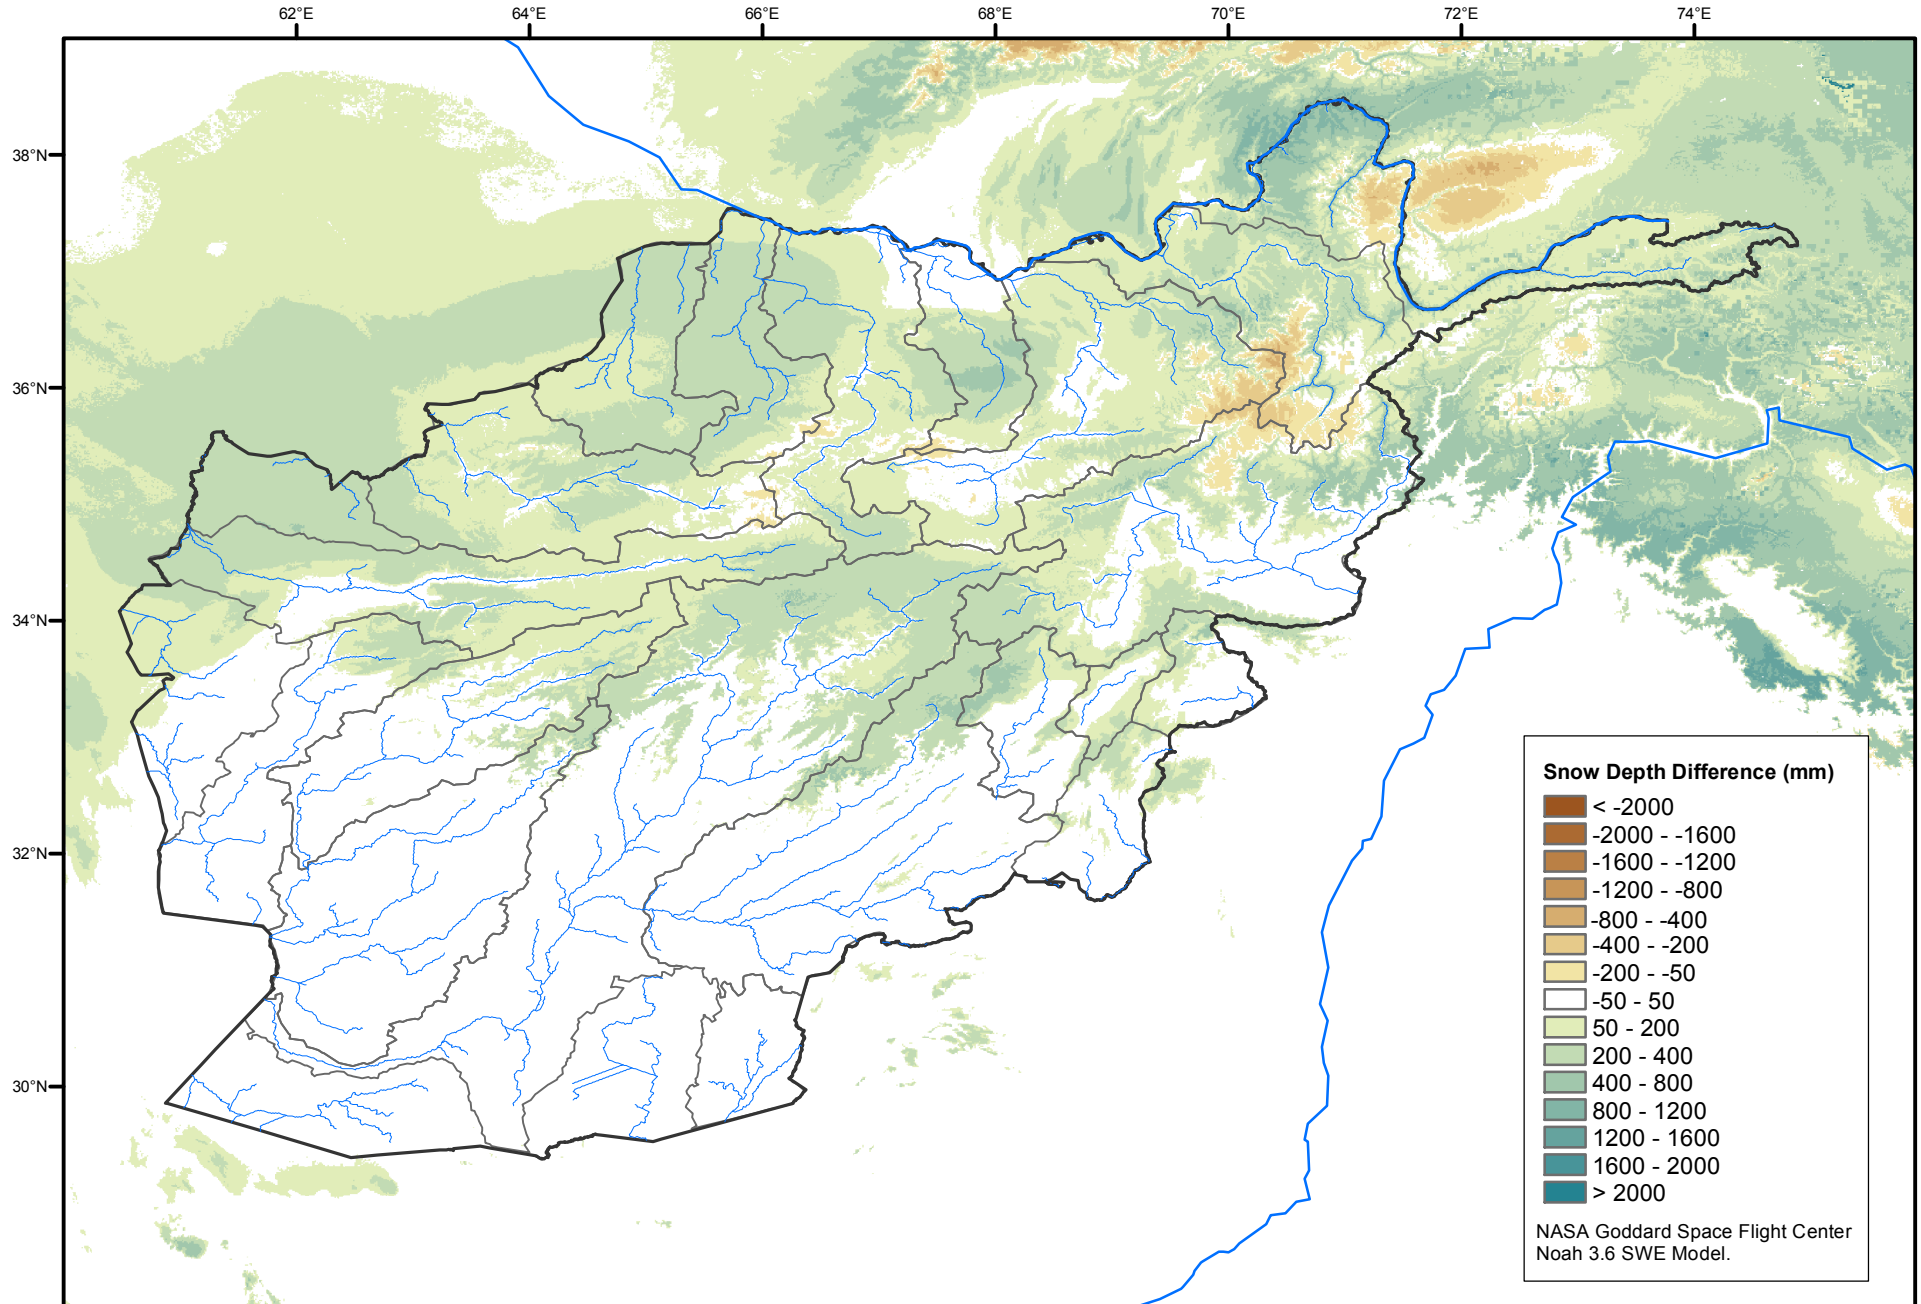 62°E 64°E 66°E 68°E 70°E 72°E 74°E
38°N
36°N
34°N
32°N
30°N
Snow Depth Difference (mm)
< -2000
-2000 - -1600
-1600 - -1200
-1200 - -800
-800 - -400
-400 - -200
-200 - -50
-50 - 50
50 - 200
200 - 400
400 - 800
800 - 1200
1200 - 1600
1600 - 2000
> 2000
NASA Goddard Space Flight Center
Noah 3.6 SWE Model.